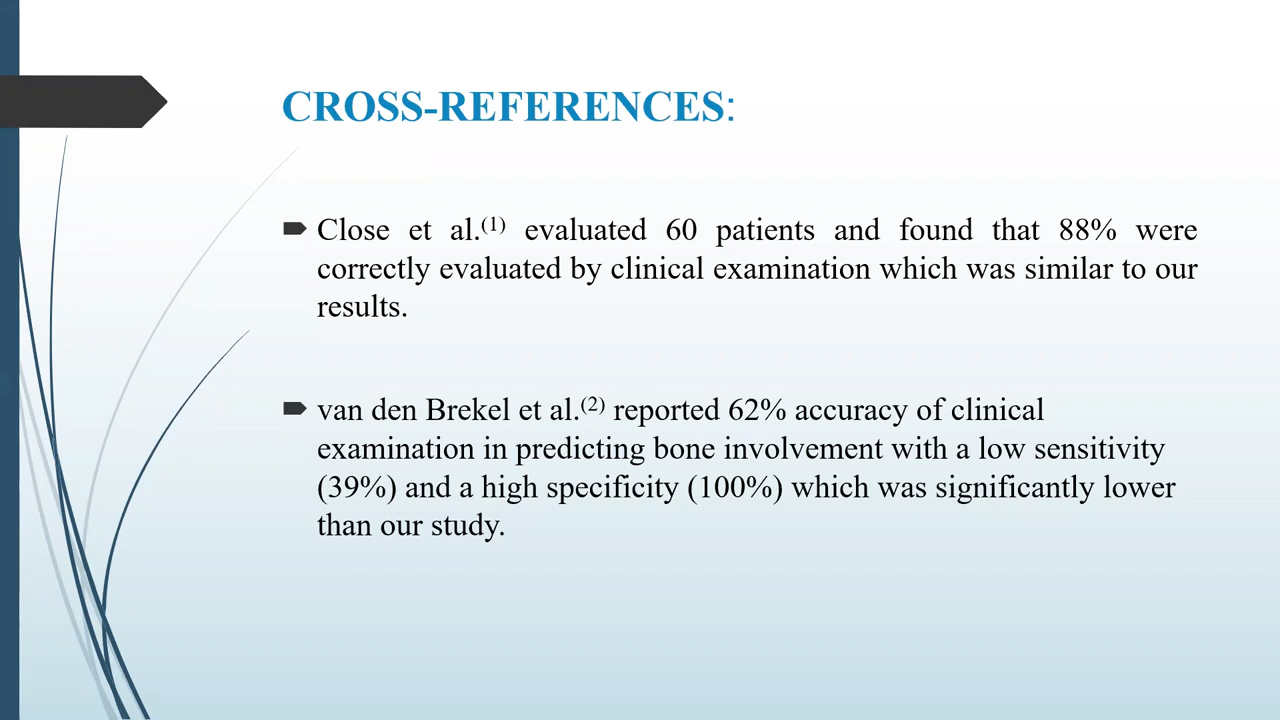 CROSS-REFERENCES:
Close et al.(1) evaluated 60 patients and found that 88% were
correctly evaluated by clinical examination which was similar to our
results.
van den Brekel et al.(2) reported 62% accuracy of clinical
examination in predicting bone involvement with a low sensitivity
(39%) and a high specificity (100%) which was significantly lower
than our study.